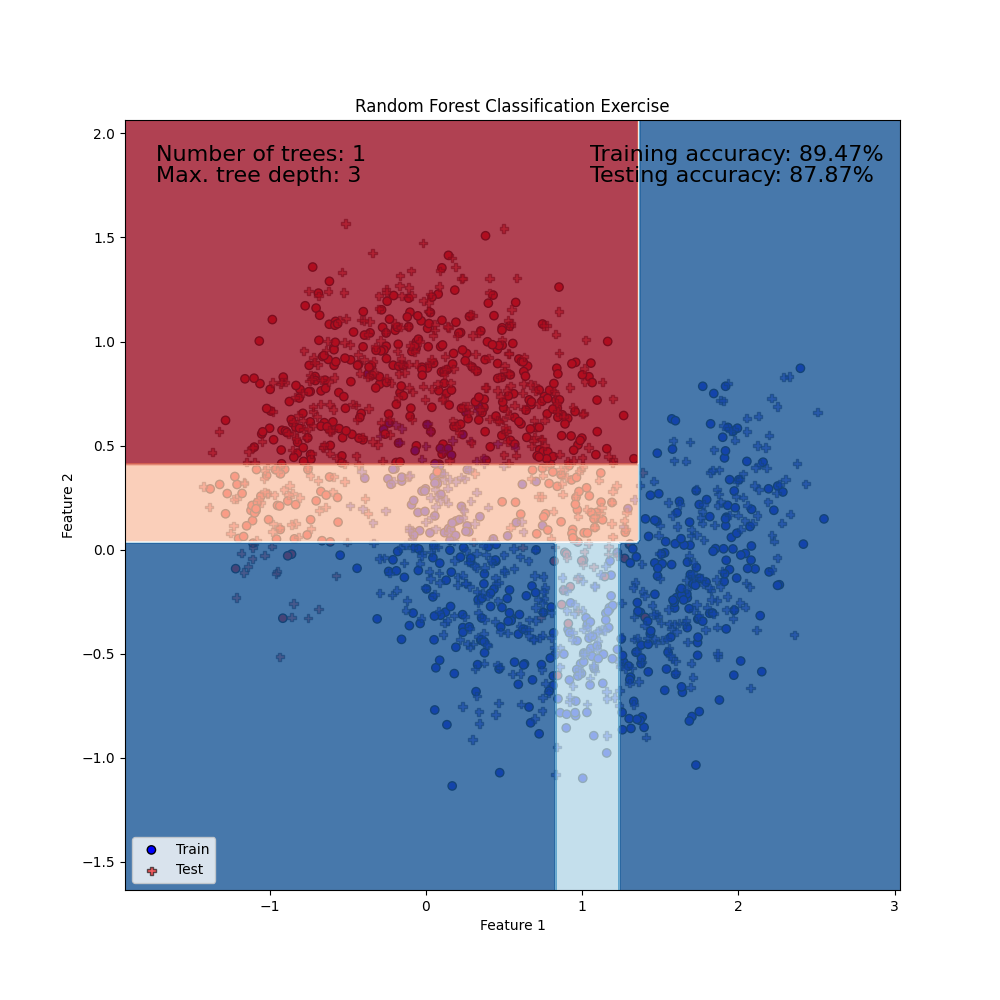 Random Forest Classification Exercise
Number of trees: 1
Max. tree depth: 3
Training accuracy: 89.47%
Testing accuracy: 87.87%
2.0
1.5
1.0
0.5
0.0
−0.5
−1.0
−1.5
Feature 2
Train
Test
−1 0 1 2 3
Feature 1